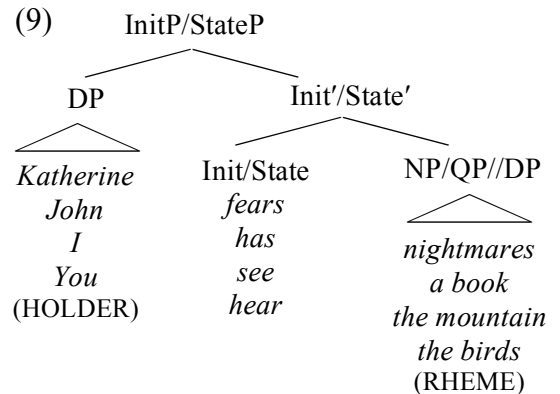 (9) InitP/StateP
DP Init′/State′
Init/State NP/QP//DP
Katherine fears nightmares
John has a book
I see the mountain
You hear the birds
(HOLDER) (RHEME)